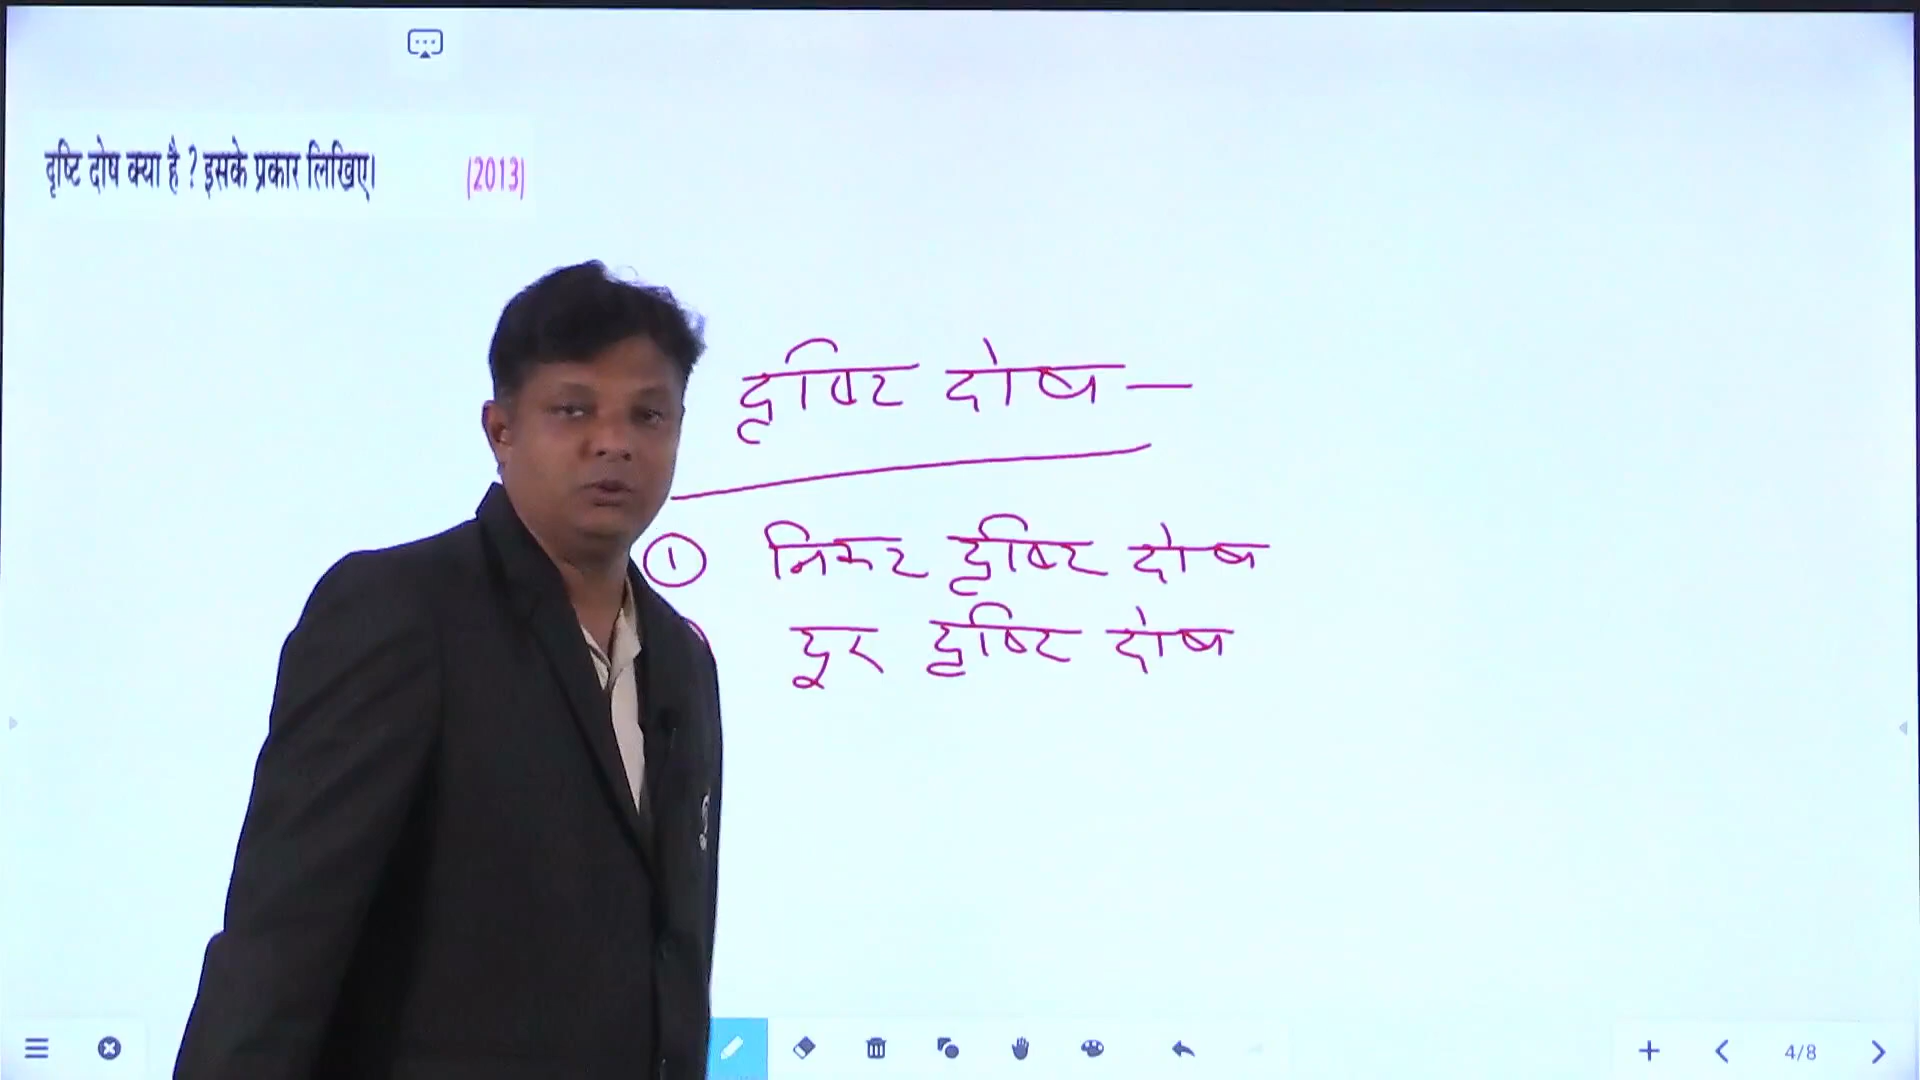 दृष्टि दोष क्या है ? इसके प्रकार लिखिए। (2013)
दृष्टि दोष —
① निकट दृष्टि दोष
दूर दृष्टि दोष
4/8